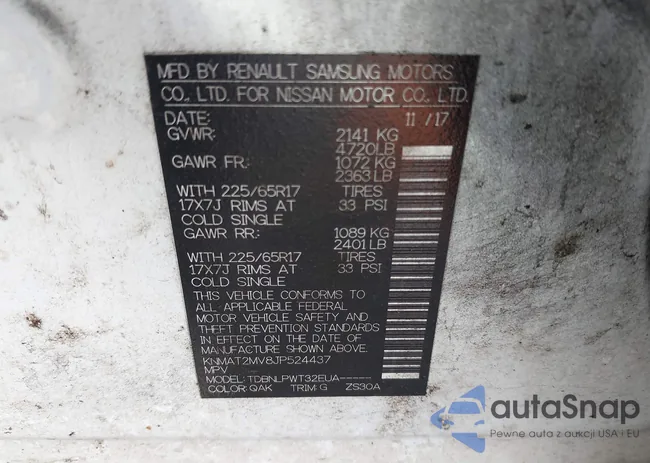 MFD BY RENAULT SAMSUNG MOTORS
CO., LTD. FOR NISSAN MOTOR CO., LTD.
DATE: 11 / 17
GVWR: 2141 KG
4720LB
GAWR FR: 1072 KG
2363LB
WITH 225/65R17 TIRES
17X7J RIMS AT 33 PSI
COLD SINGLE
GAWR RR: 1089 KG
2401LB
WITH 225/65R17 TIRES
17X7J RIMS AT 33 PSI
COLD SINGLE
THIS VEHICLE CONFORMS TO
ALL APPLICABLE FEDERAL
MOTOR VEHICLE SAFETY AND
THEFT PREVENTION STANDARDS
IN EFFECT ON THE DATE OF
MANUFACTURE SHOWN ABOVE.
KNMAT2MV8JP524437
MPV
MODEL: TDBNLPWT32EUA-----
COLOR: QAK TRIM: G ZS30A
autaSnap
Pewne auta z aukcji USA i EU